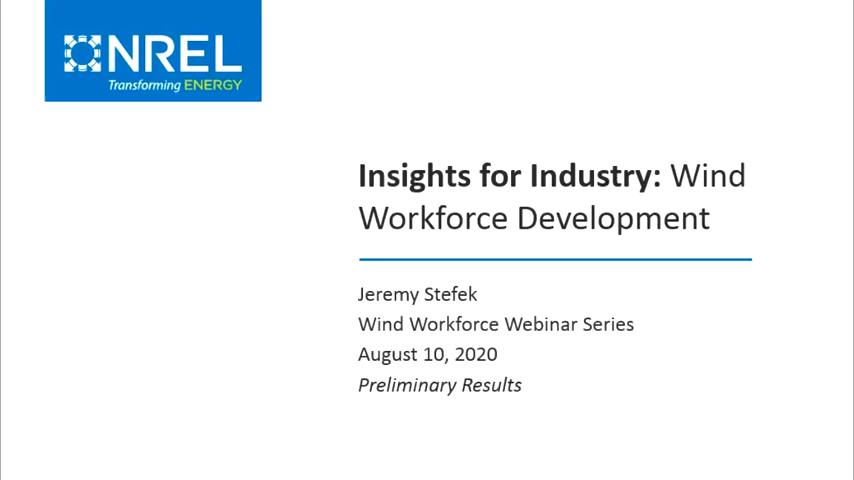 NREL
Transforming ENERGY
Insights for Industry: Wind
Workforce Development
Jeremy Stefek
Wind Workforce Webinar Series
August 10, 2020
Preliminary Results